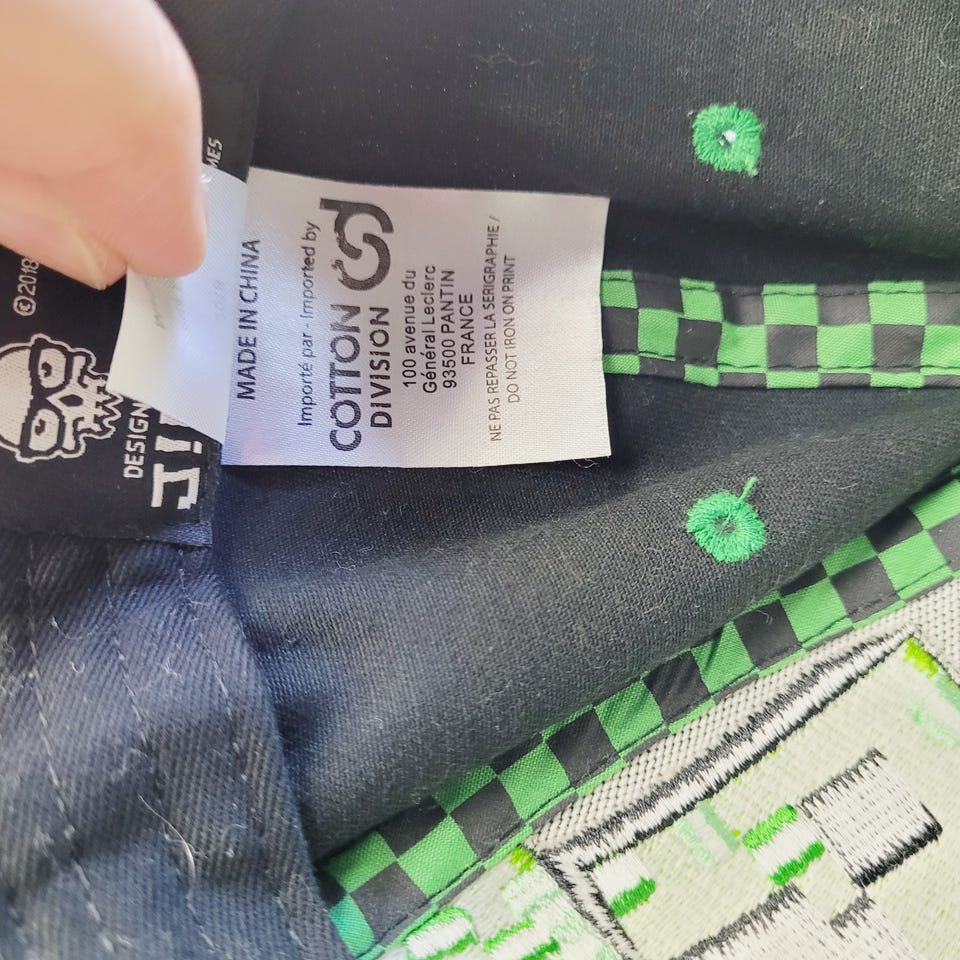 ©2018
MADE IN CHINA
Importé par - Imported by
COTTON
DIVISION
100 avenue du
Général Leclerc
93500 PANTIN
FRANCE
NE PAS REPASSER LA SERIGRAPHIE /
DO NOT IRON ON PRINT